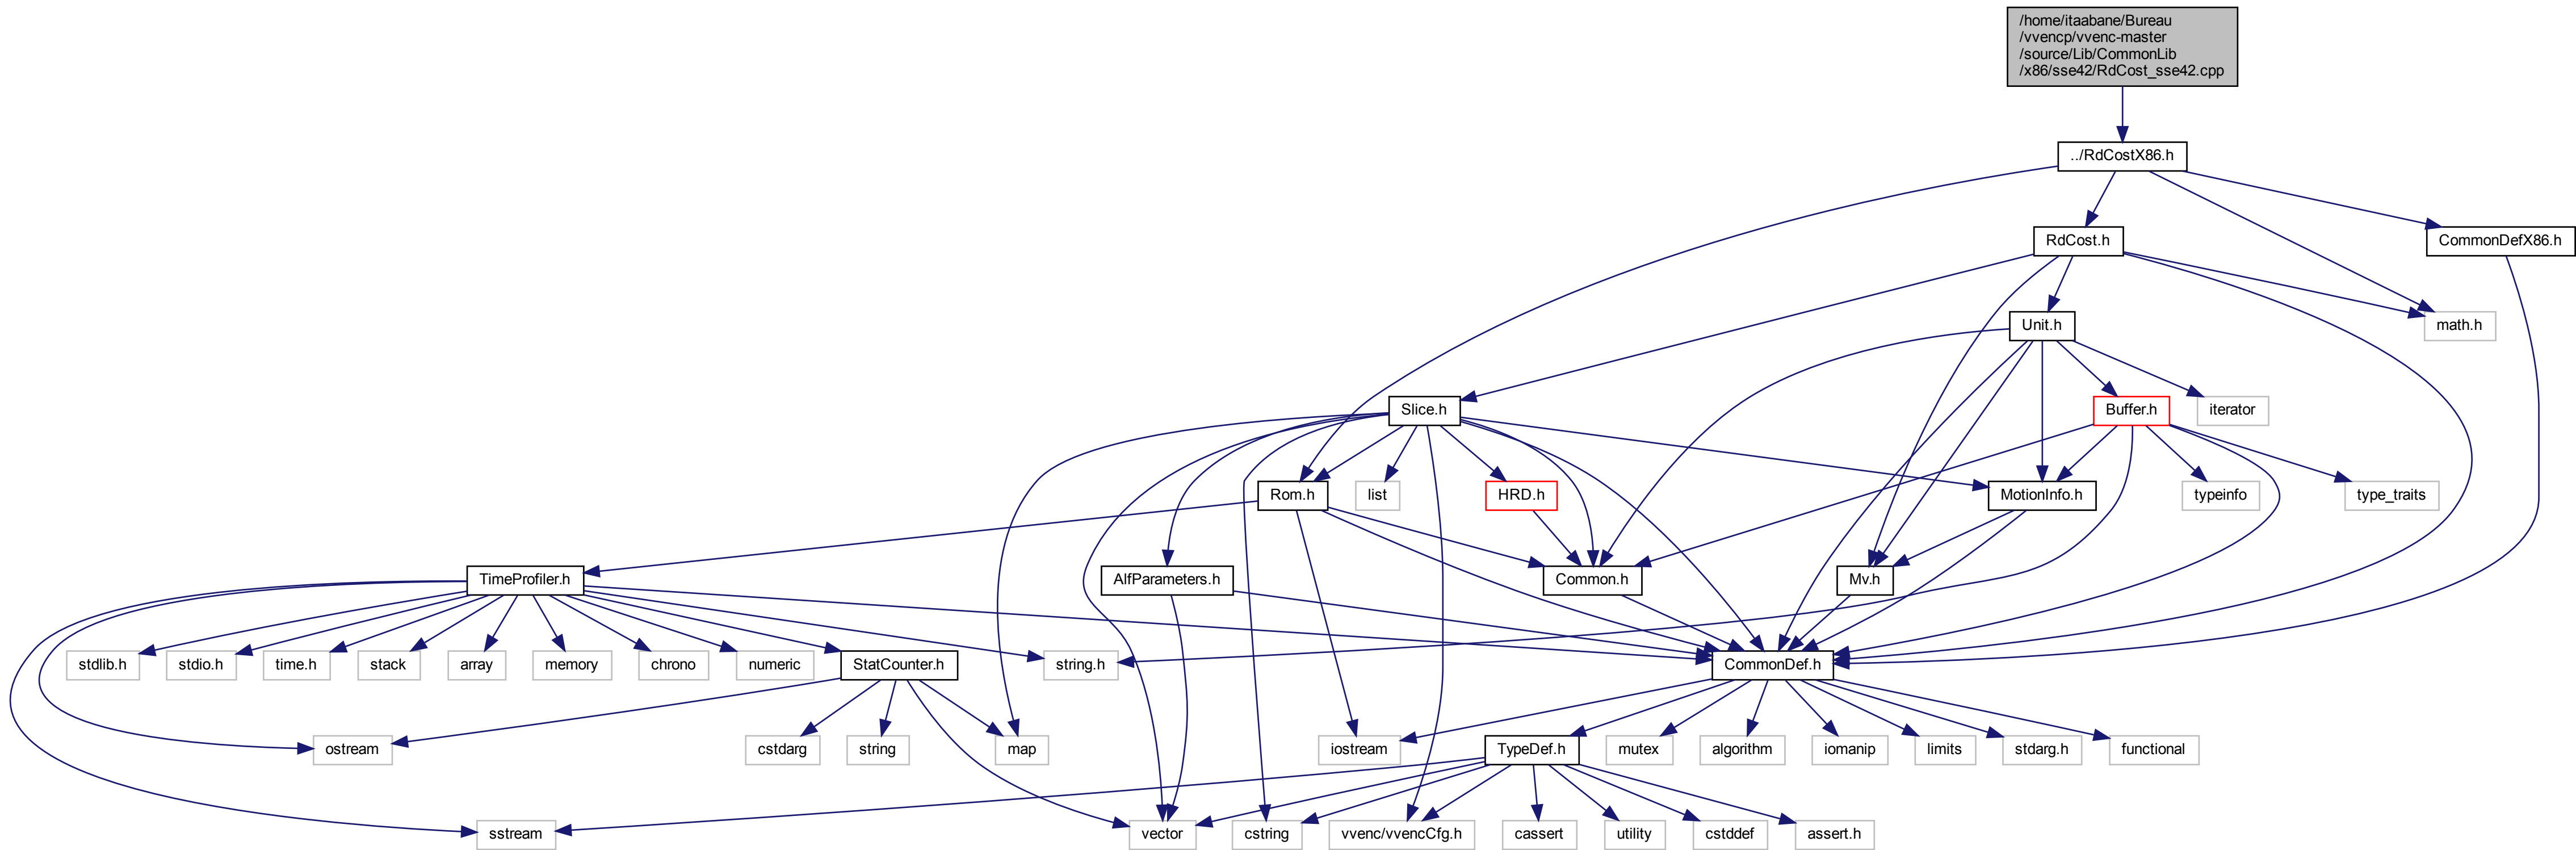 /home/itaabane/Bureau
/vvencp/vvenc-master
/source/Lib/CommonLib
/x86/sse42/RdCost_sse42.cpp
../RdCostX86.h
RdCost.h
CommonDefX86.h
Unit.h
math.h
Slice.h
Buffer.h
iterator
Rom.h
list
HRD.h
MotionInfo.h
typeinfo
type_traits
TimeProfiler.h
AlfParameters.h
Common.h
Mv.h
stdlib.h
stdio.h
time.h
stack
array
memory
chrono
numeric
StatCounter.h
string.h
CommonDef.h
ostream
cstdarg
string
map
iostream
TypeDef.h
mutex
algorithm
iomanip
limits
stdarg.h
functional
sstream
vector
cstring
vvenc/vvencCfg.h
cassert
utility
cstddef
assert.h